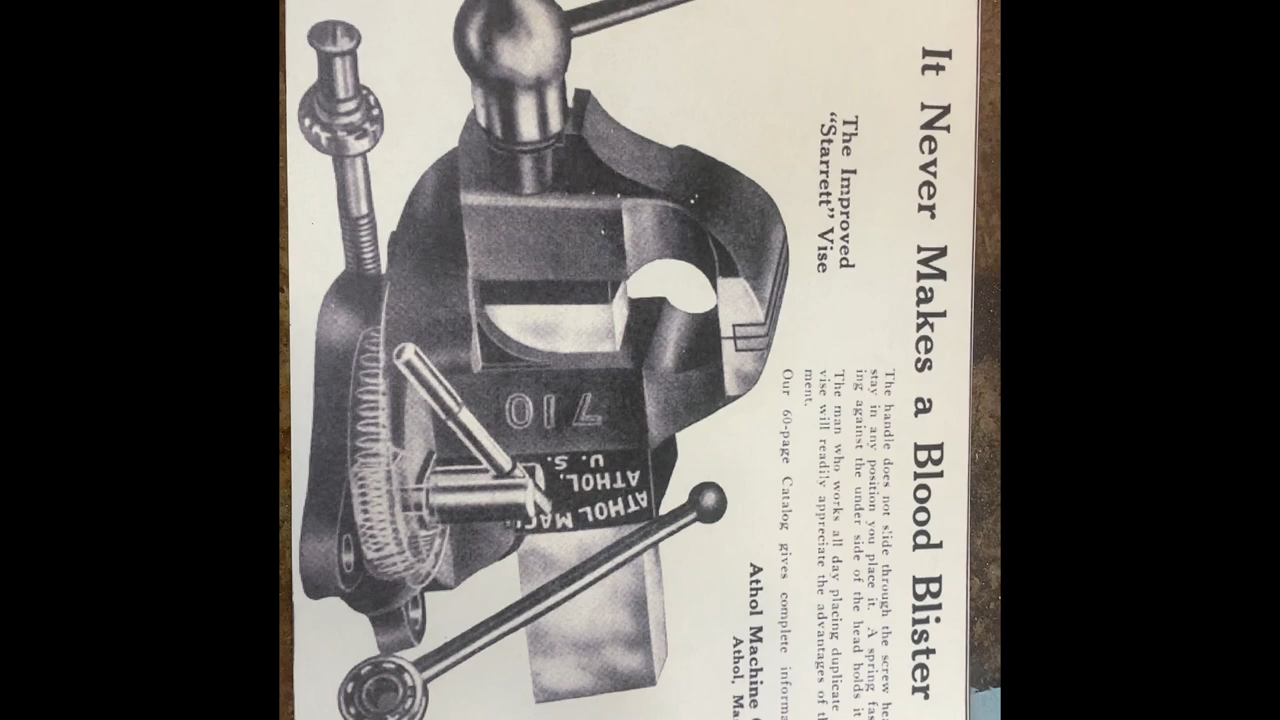 It Never Makes a Blood Blister
The Improved
“Starrett” Vise
The handle does not slide through the screw
stay in any position you place it. A spring
ing against the under side of the head holds it
The man who works all day placing duplicate
vise will readily appreciate the advantages of
ment.
Our 60-page Catalog gives complete
Athol Machine
Athol,
710
U. S.
ATHOL,
ATHOL